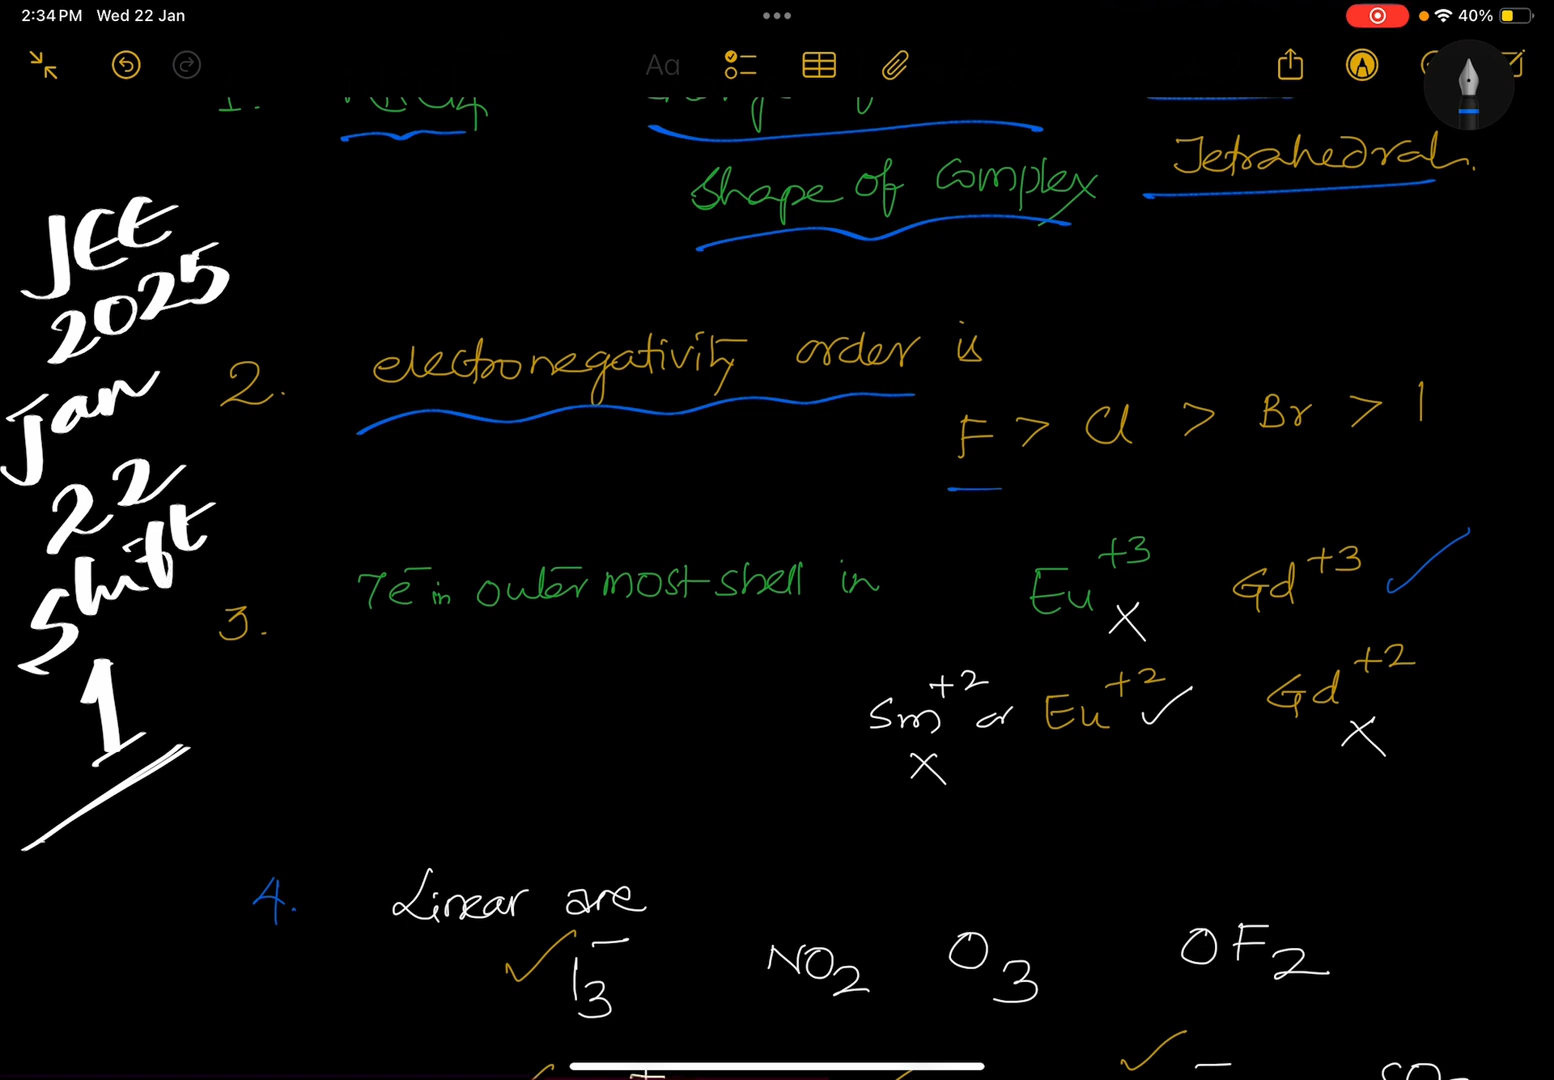 2:34 PM Wed 22 Jan
40%
Aa
1.
Tetrahedral.
Shape of Complex
JEE
2025
Jan
22
Shift
1
2. electronegativity order is
F > Cl > Br > I
3. 7e⁻ in outermost shell in Eu⁺³ X Gd⁺³ ✓
Sm⁺² X or Eu⁺² ✓ Gd⁺² X
4. Linear are
✓ I₃⁻ NO₂ O₃ OF₂